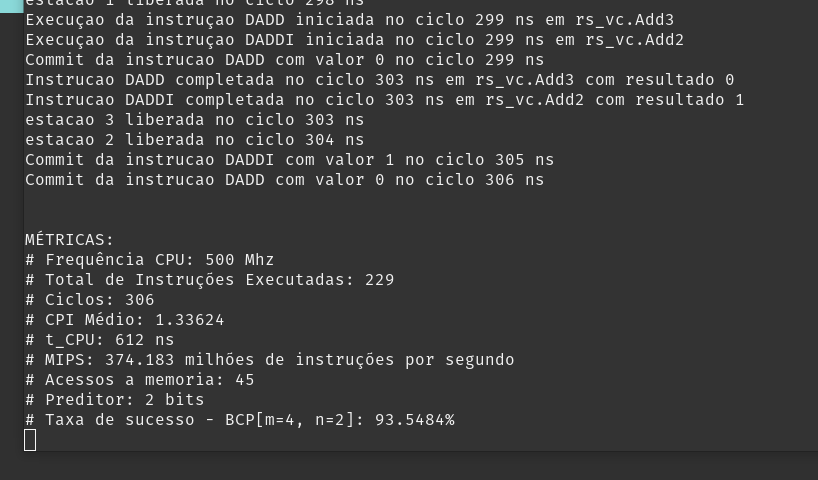 estacao 1 liberada no ciclo 298 ns
Execuçao da instruçao DADD iniciada no ciclo 299 ns em rs_vc.Add3
Execuçao da instruçao DADDI iniciada no ciclo 299 ns em rs_vc.Add2
Commit da instrucao DADD com valor 0 no ciclo 299 ns
Instrucao DADD completada no ciclo 303 ns em rs_vc.Add3 com resultado 0
Instrucao DADDI completada no ciclo 303 ns em rs_vc.Add2 com resultado 1
estacao 3 liberada no ciclo 303 ns
estacao 2 liberada no ciclo 304 ns
Commit da instrucao DADDI com valor 1 no ciclo 305 ns
Commit da instrucao DADD com valor 0 no ciclo 306 ns
MÉTRICAS:
# Frequência CPU: 500 Mhz
# Total de Instruções Executadas: 229
# Ciclos: 306
# CPI Médio: 1.33624
# t_CPU: 612 ns
# MIPS: 374.183 milhões de instruções por segundo
# Acessos a memoria: 45
# Preditor: 2 bits
# Taxa de sucesso - BCP[m=4, n=2]: 93.5484%